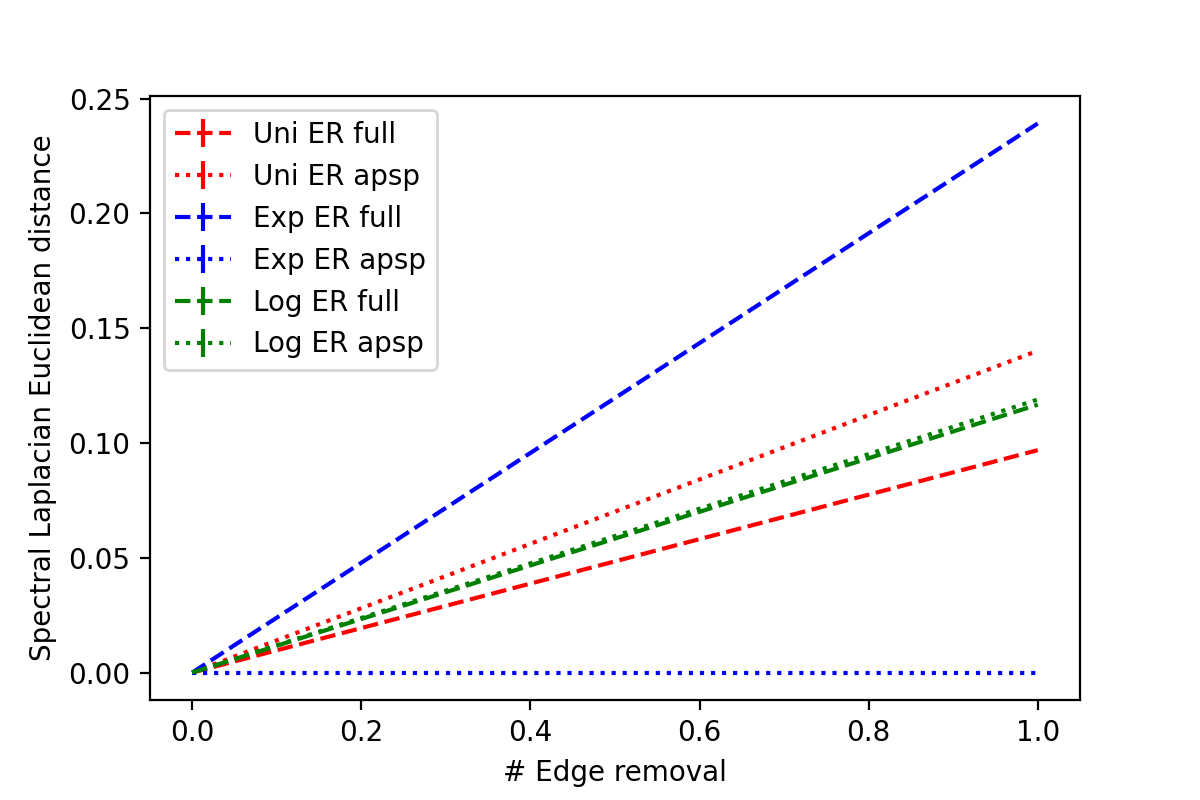 0.25
0.20
0.15
0.10
0.05
0.00
Spectral Laplacian Euclidean distance
Uni ER full
Uni ER apsp
Exp ER full
Exp ER apsp
Log ER full
Log ER apsp
0.0 0.2 0.4 0.6 0.8 1.0
# Edge removal